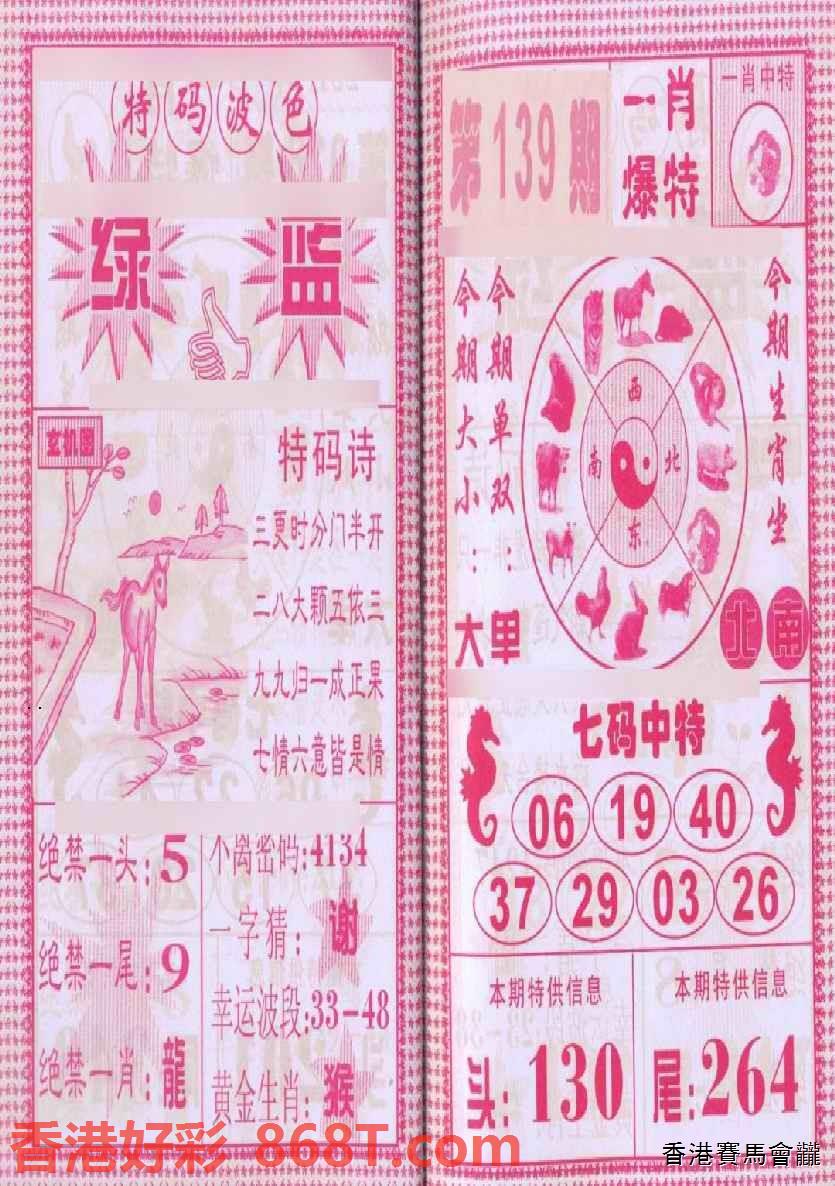 特码波色
绿 监
玄机图
特码诗
三更时分门半开
二八大颗五依三
九九归一成正果
七情六意皆是情
绝禁一头:5
绝禁一尾:9
绝禁一肖:龍
不离密码:4134
一字猜:谢
幸运波段:33-48
黄金生肖:猴
第139期
一肖
爆特
一肖中特
今期大小:大
今期单双:单
今期生肖坐
北 南
西
南 北
东
七码中特
06 19 40
37 29 03 26
本期特供信息
头:130
本期特供信息
尾:264
香港好彩 868T.com
香港賽馬會